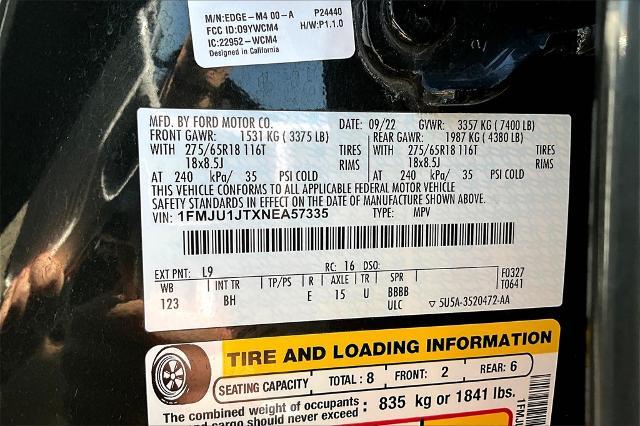 M/N:EDGE-M4 00-A P24440
FCC ID:O9YWCM4 H/W:P1.1.0
IC:22952-WCM4
Designed in California
MFD. BY FORD MOTOR CO. DATE: 09/22 GVWR: 3357 KG ( 7400 LB)
FRONT GAWR: 1531 KG ( 3375 LB) REAR GAWR: 1987 KG ( 4380 LB)
WITH 275/65R18 116T TIRES WITH 275/65R18 116T TIRES
18x8.5J RIMS 18x8.5J RIMS
AT 240 kPa/ 35 PSI COLD AT 240 kPa/ 35 PSI COLD
THIS VEHICLE CONFORMS TO ALL APPLICABLE FEDERAL MOTOR VEHICLE
SAFETY STANDARDS IN EFFECT ON THE DATE OF MANUFACTURE SHOWN ABOVE.
VIN: 1FMJU1JTXNEA57335 TYPE: MPV
EXT PNT: L9 RC: 16 DSO:
WB INT TR TP/PS R AXLE TR SPR F0327
123 BH E 15 U BBBB T0641
ULC ▽ 5U5A-3520472-AA
TIRE AND LOADING INFORMATION
SEATING CAPACITY TOTAL : 8 FRONT: 2 REAR: 6
The combined weight of occupants : 835 kg or 1841 lbs.
and cargo should never exceed
1FMJU